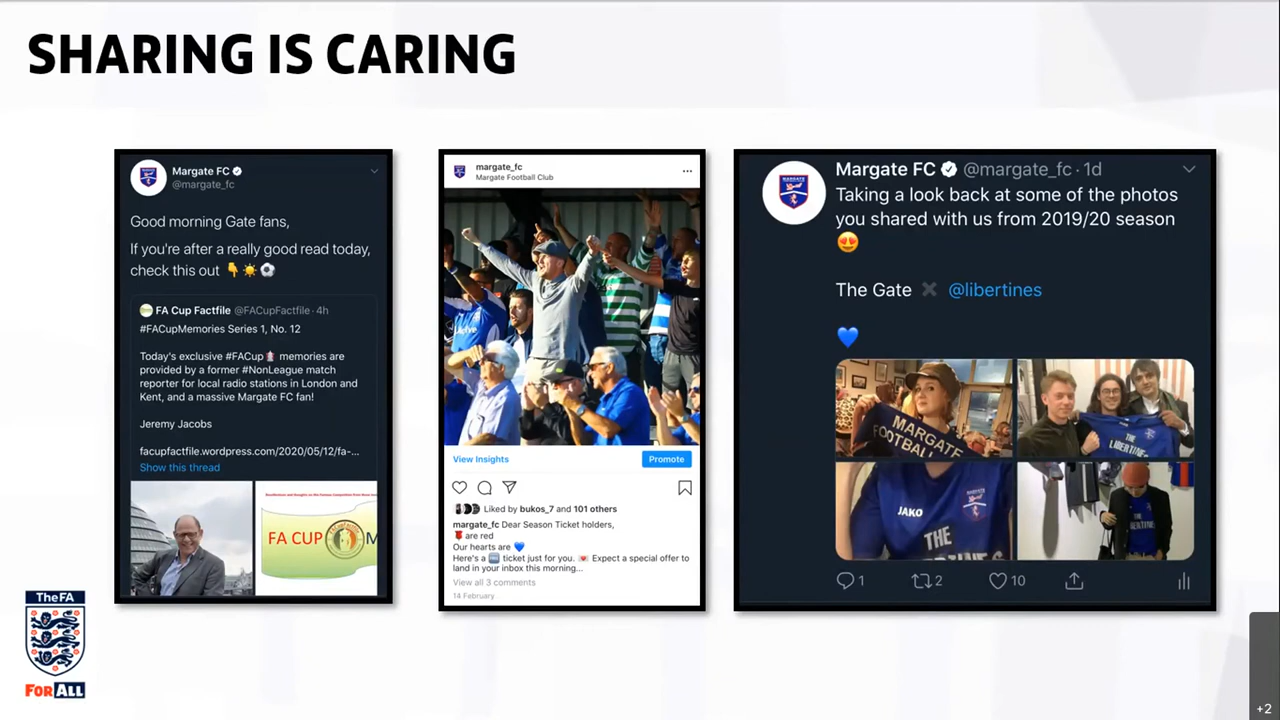 SHARING IS CARING
Margate FC
@margate_fc
Good morning Gate fans,
If you're after a really good read today,
check this out 👇☀️⚽
FA Cup Factfile @FACupFactfile · 4h
#FACupMemories Series 1, No. 12
Today's exclusive #FACup memories are
provided by a former #NonLeague match
reporter for local radio stations in London and
Kent, and a massive Margate FC fan!
Jeremy Jacobs
facupfactfile.wordpress.com/2020/05/12/fa-...
Show this thread
FA CUP M
margate_fc
Margate Football Club
View Insights
Promote
Liked by bukos_7 and 101 others
margate_fc Dear Season Ticket holders,
🌹 are red
Our hearts are 💙
Here's a 🆓 ticket just for you. 💌 Expect a special offer to
land in your inbox this morning...
View all 3 comments
14 February
Margate FC @margate_fc · 1d
Taking a look back at some of the photos
you shared with us from 2019/20 season
😍
The Gate ✖️ @libertines
💙
MARGATE
FOOTBALL
THE
LIBERTINES
JAKO
MARGATE
THE
THE
1
2
10
The FA
FOR ALL
+2